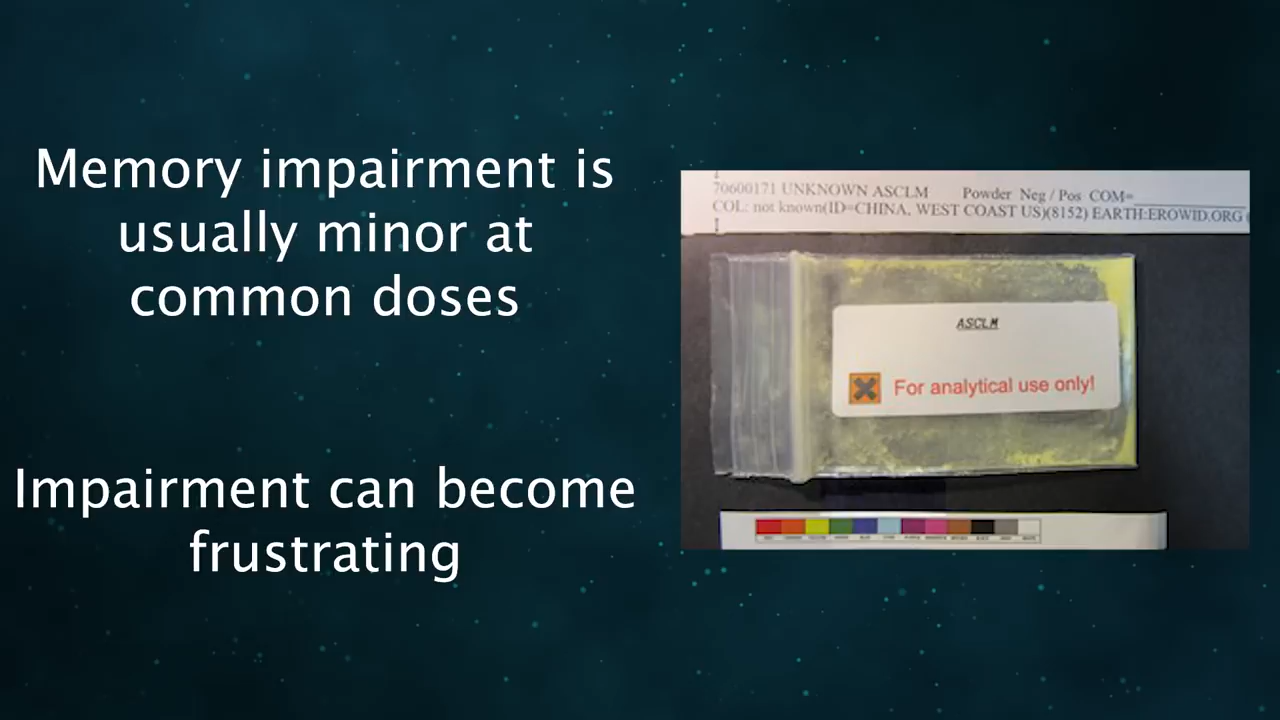 Memory impairment is
usually minor at
common doses
Impairment can become
frustrating
70600171 UNKNOWN ASCLM Powder Neg / Pos COM=
COL: not known(ID=CHINA, WEST COAST US)(8152) EARTH:EROWID.ORG (
ASCLM
For analytical use only!